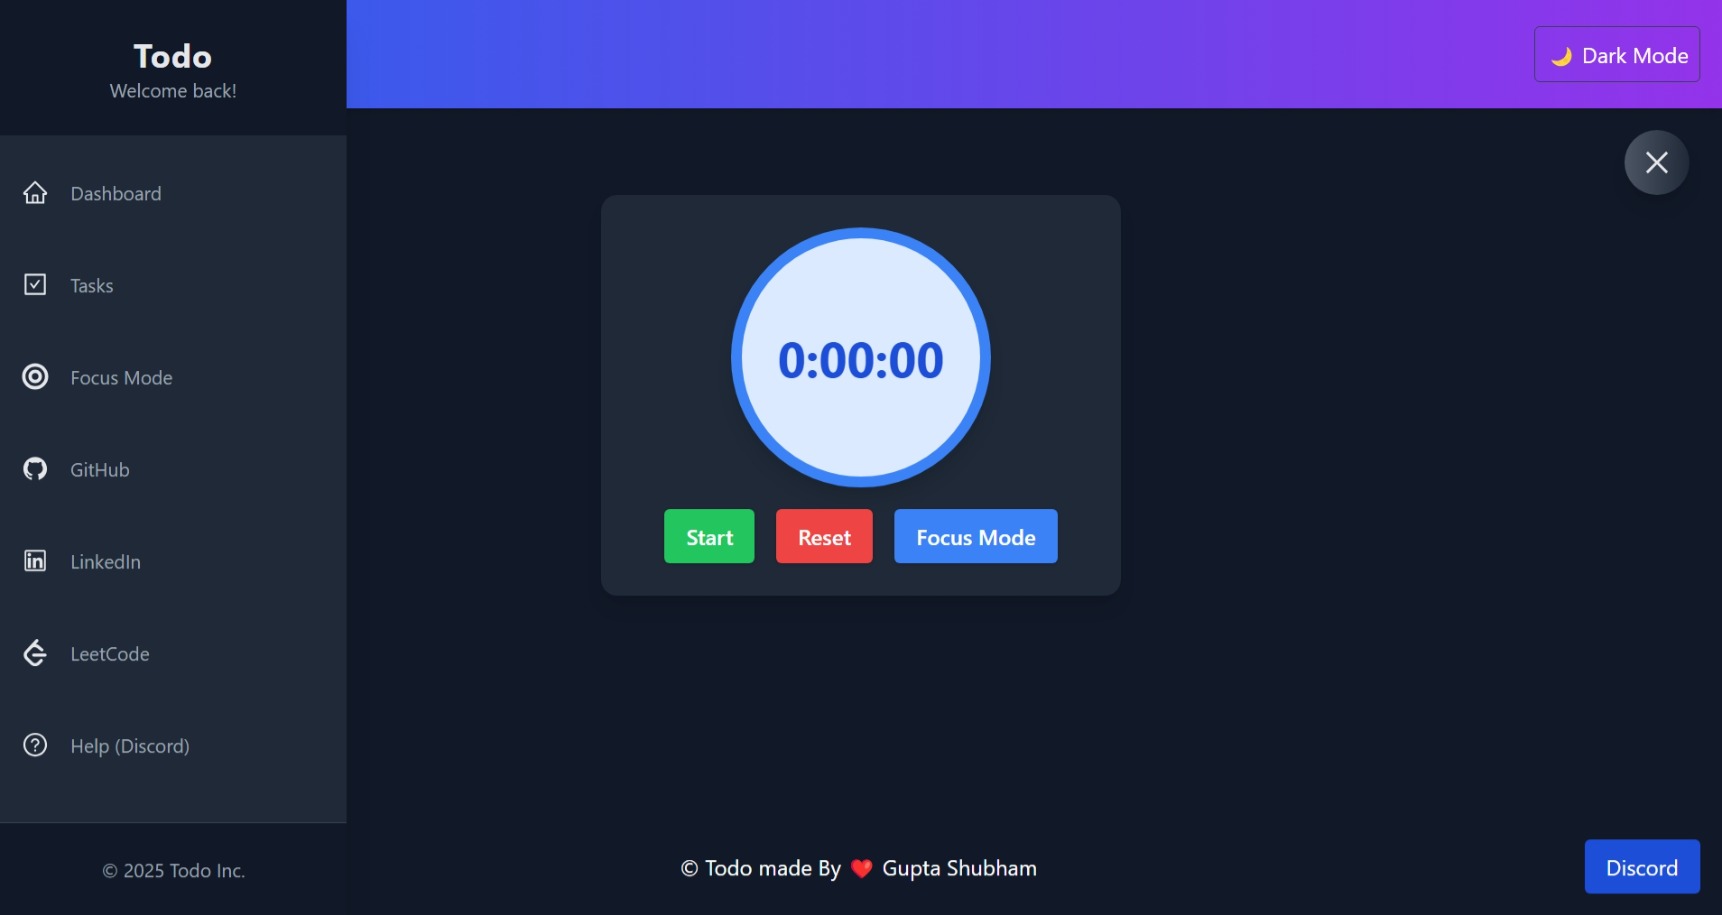 Todo
Welcome back!
Dashboard
Tasks
Focus Mode
GitHub
LinkedIn
LeetCode
Help (Discord)
© 2025 Todo Inc.
🌙 Dark Mode
0:00:00
Start Reset Focus Mode
© Todo made By ❤️ Gupta Shubham
Discord